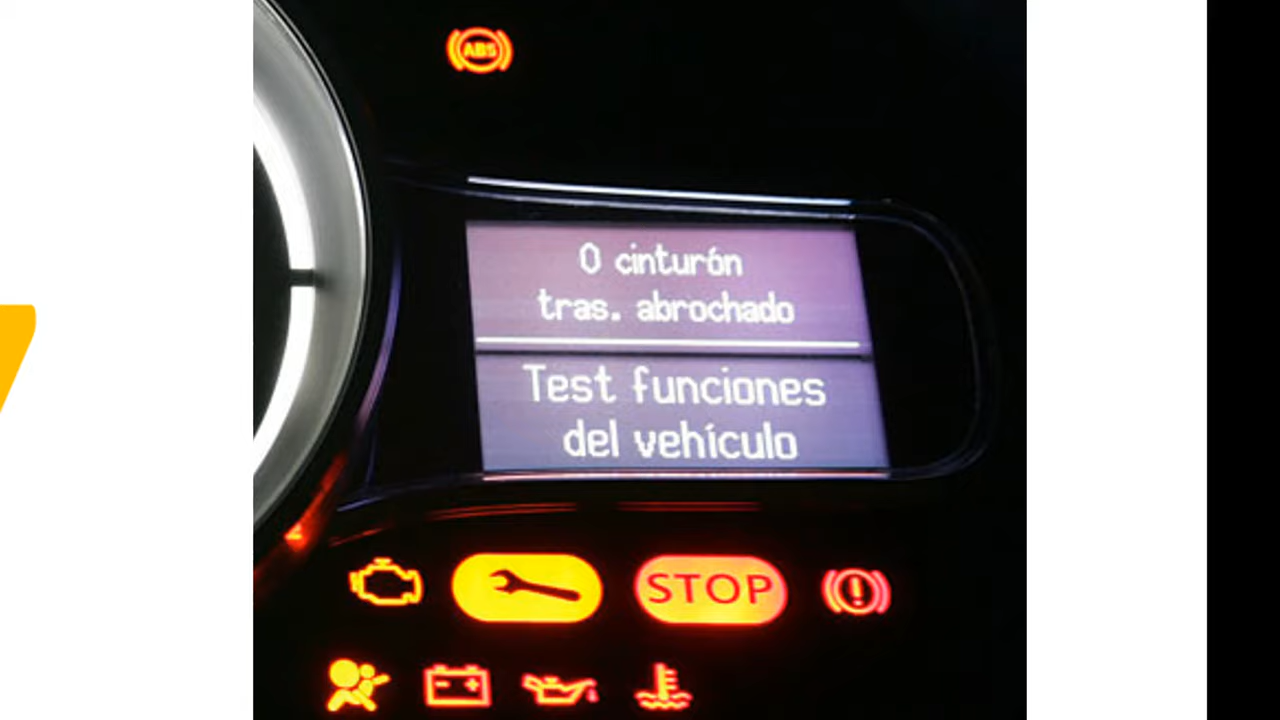 ABS
0 cinturón
tras. abrochado
Test funciones
del vehículo
STOP